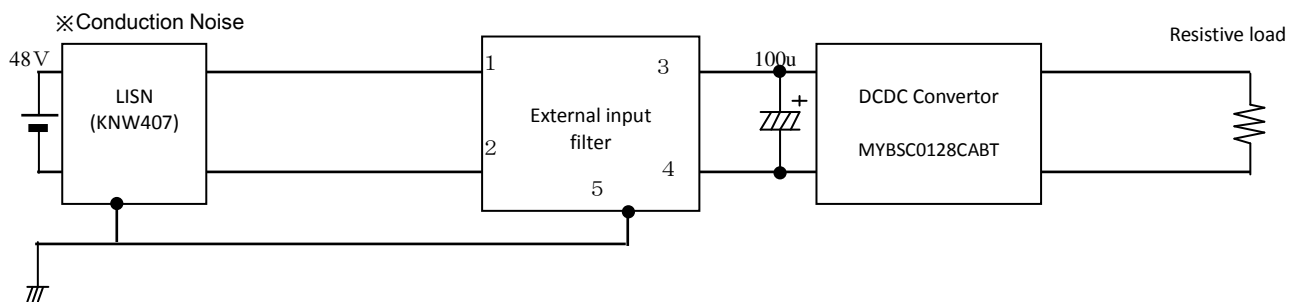 ※Conduction Noise
48V
LISN
(KNW407)
1
2
External input
filter
3
4
5
100u
+
DCDC Convertor
MYBSC0128CABT
Resistive load